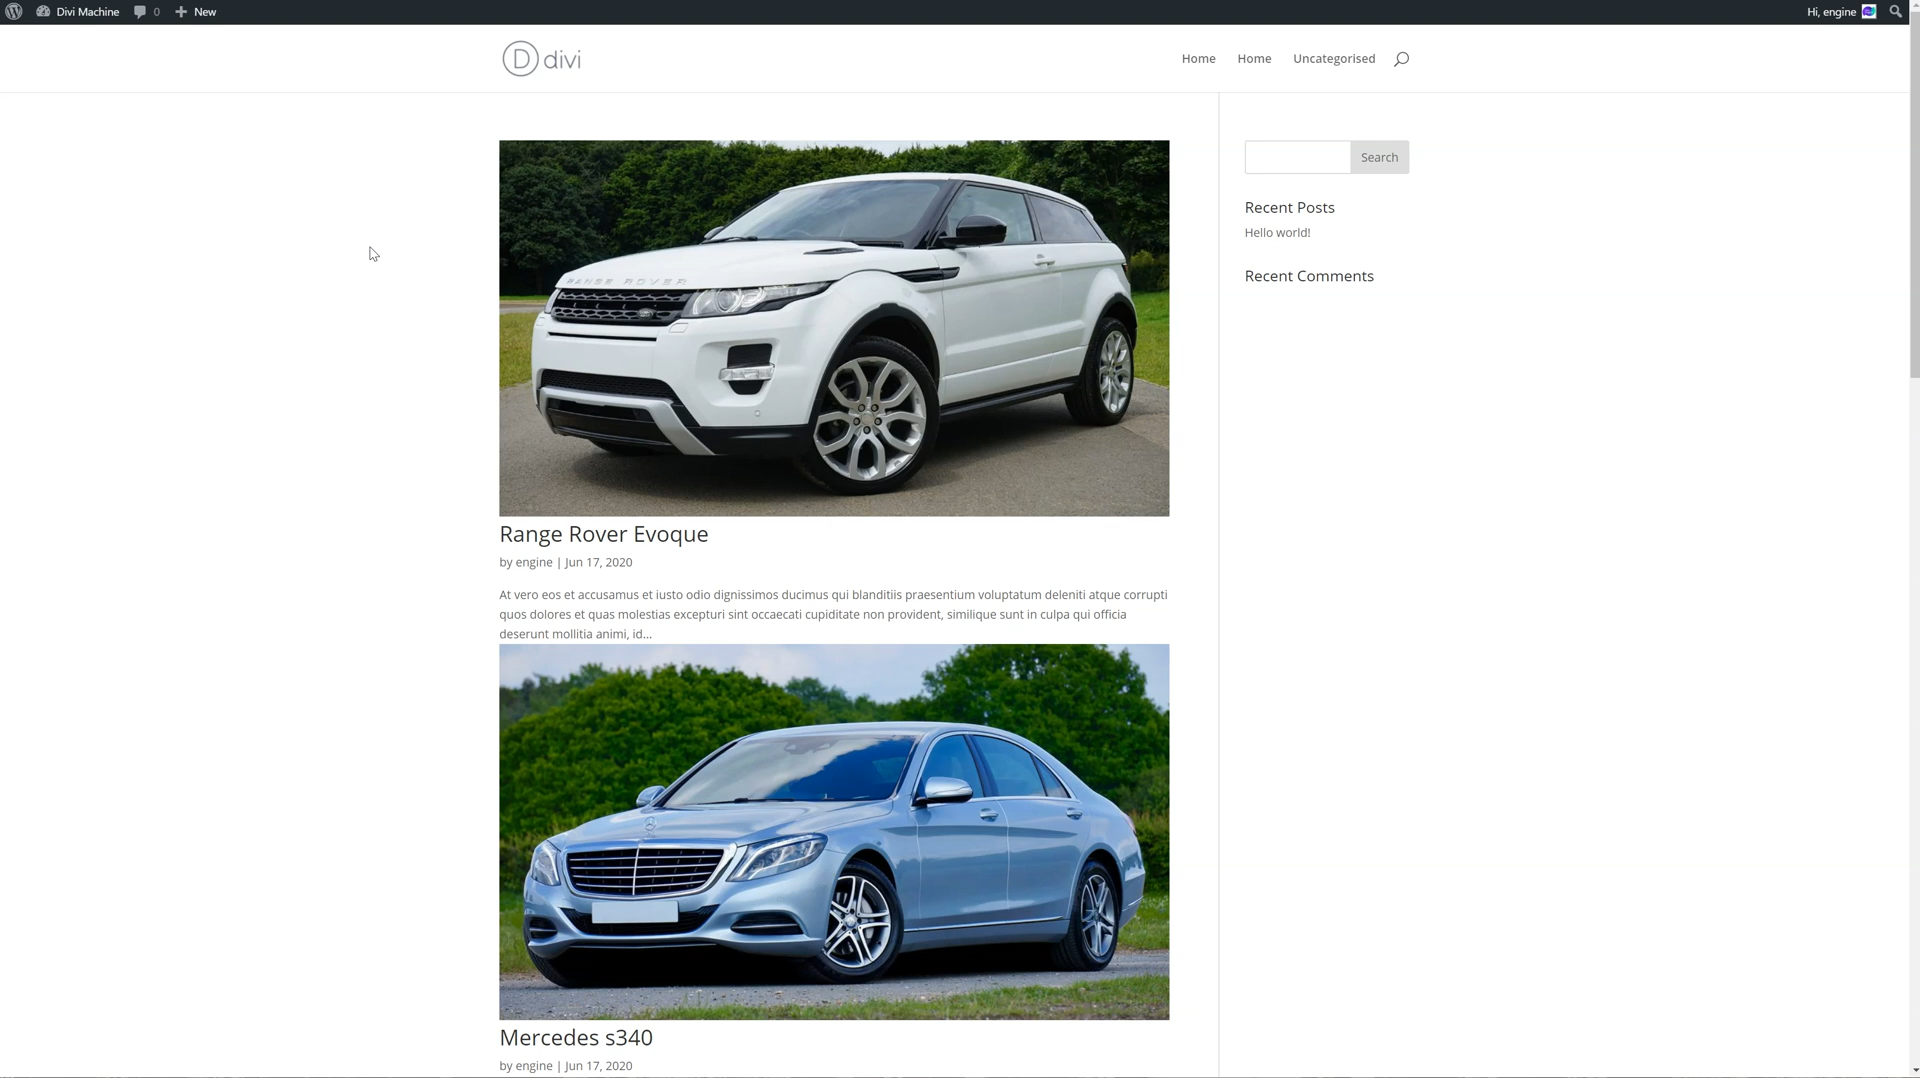 Divi Machine
0
New
Hi, engine
D divi
Home
Home
Uncategorised
RANGE ROVER
Range Rover Evoque
by engine | Jun 17, 2020
At vero eos et accusamus et iusto odio dignissimos ducimus qui blanditiis praesentium voluptatum deleniti atque corrupti
quos dolores et quas molestias excepturi sint occaecati cupiditate non provident, similique sunt in culpa qui officia
deserunt mollitia animi, id...
Mercedes s340
by engine | Jun 17, 2020
Search
Recent Posts
Hello world!
Recent Comments